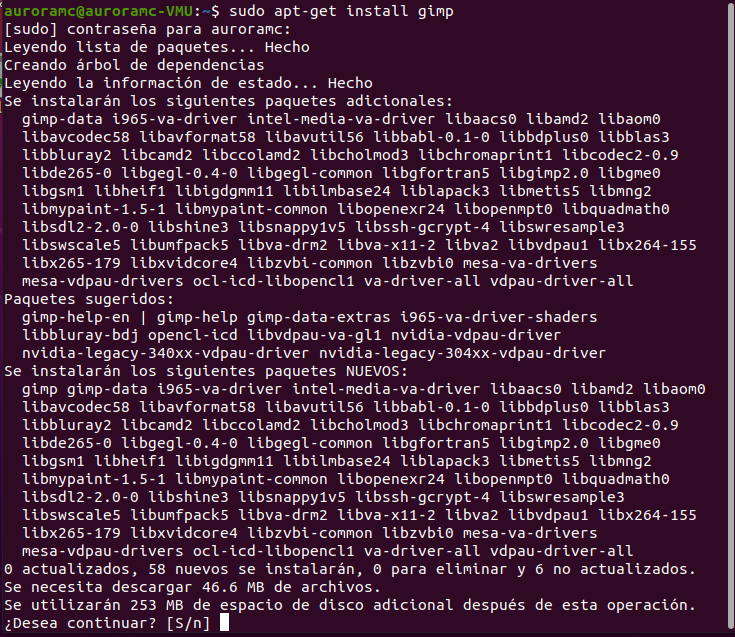 auroramc@auroramc-VMU:~$ sudo apt-get install gimp
[sudo] contraseña para auroramc:
Leyendo lista de paquetes... Hecho
Creando árbol de dependencias
Leyendo la información de estado... Hecho
Se instalarán los siguientes paquetes adicionales:
  gimp-data i965-va-driver intel-media-va-driver libaacs0 libamd2 libaom0
  libavcodec58 libavformat58 libavutil56 libbabl-0.1-0 libbdplus0 libblas3
  libbluray2 libcamd2 libccolamd2 libcholmod3 libchromaprint1 libcodec2-0.9
  libde265-0 libgegl-0.4-0 libgegl-common libgfortran5 libgimp2.0 libgme0
  libgsm1 libheif1 libigdgmm11 libilmbase24 liblapack3 libmetis5 libmng2
  libmypaint-1.5-1 libmypaint-common libopenexr24 libopenmpt0 libquadmath0
  libsdl2-2.0-0 libshine3 libsnappy1v5 libssh-gcrypt-4 libswresample3
  libswscale5 libumfpack5 libva-drm2 libva-x11-2 libva2 libvdpau1 libx264-155
  libx265-179 libxvidcore4 libzvbi-common libzvbi0 mesa-va-drivers
  mesa-vdpau-drivers ocl-icd-libopencl1 va-driver-all vdpau-driver-all
Paquetes sugeridos:
  gimp-help-en | gimp-help gimp-data-extras i965-va-driver-shaders
  libbluray-bdj opencl-icd libvdpau-va-gl1 nvidia-vdpau-driver
  nvidia-legacy-340xx-vdpau-driver nvidia-legacy-304xx-vdpau-driver
Se instalarán los siguientes paquetes NUEVOS:
  gimp gimp-data i965-va-driver intel-media-va-driver libaacs0 libamd2 libaom0
  libavcodec58 libavformat58 libavutil56 libbabl-0.1-0 libbdplus0 libblas3
  libbluray2 libcamd2 libccolamd2 libcholmod3 libchromaprint1 libcodec2-0.9
  libde265-0 libgegl-0.4-0 libgegl-common libgfortran5 libgimp2.0 libgme0
  libgsm1 libheif1 libigdgmm11 libilmbase24 liblapack3 libmetis5 libmng2
  libmypaint-1.5-1 libmypaint-common libopenexr24 libopenmpt0 libquadmath0
  libsdl2-2.0-0 libshine3 libsnappy1v5 libssh-gcrypt-4 libswresample3
  libswscale5 libumfpack5 libva-drm2 libva-x11-2 libva2 libvdpau1 libx264-155
  libx265-179 libxvidcore4 libzvbi-common libzvbi0 mesa-va-drivers
  mesa-vdpau-drivers ocl-icd-libopencl1 va-driver-all vdpau-driver-all
0 actualizados, 58 nuevos se instalarán, 0 para eliminar y 6 no actualizados.
Se necesita descargar 46.6 MB de archivos.
Se utilizarán 253 MB de espacio de disco adicional después de esta operación.
¿Desea continuar? [S/n]